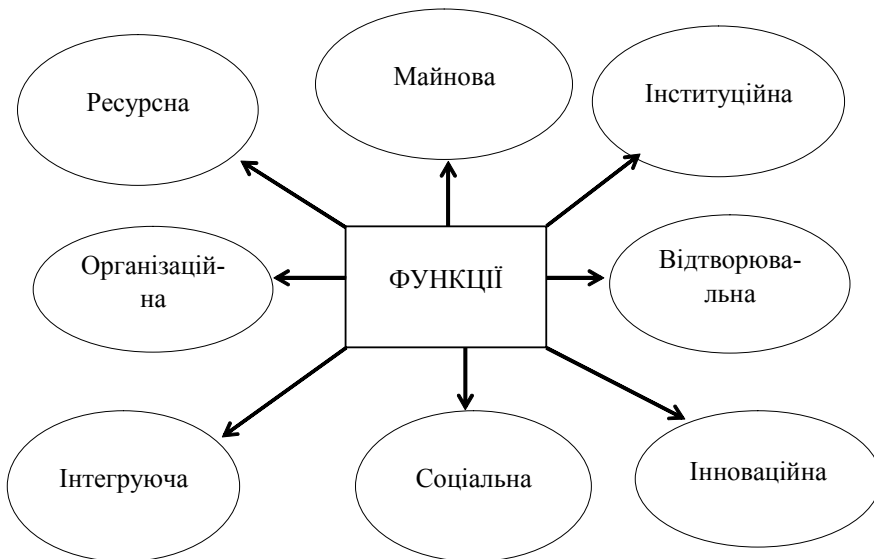 Ресурсна
Майнова
Інституційна
Організацій-
на
ФУНКЦІЇ
Відтворюва-
льна
Інтегруюча
Соціальна
Інноваційна